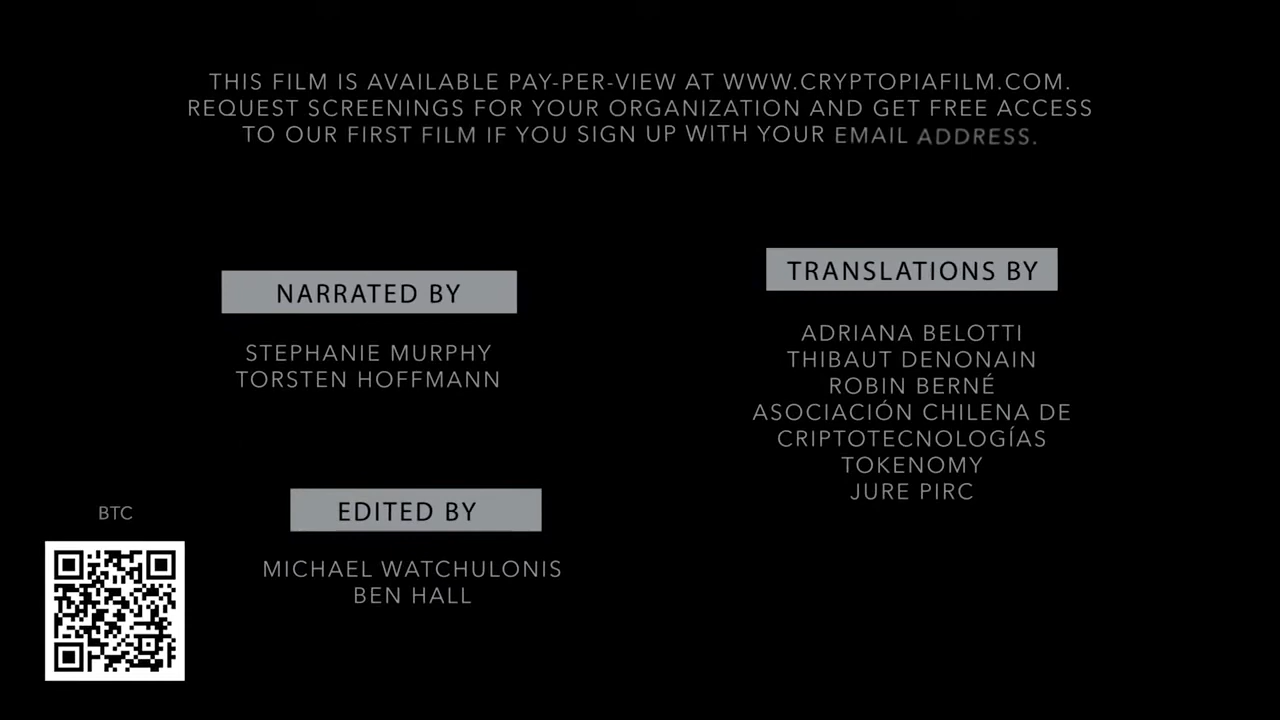 THIS FILM IS AVAILABLE PAY-PER-VIEW AT WWW.CRYPTOPIAFILM.COM.
REQUEST SCREENINGS FOR YOUR ORGANIZATION AND GET FREE ACCESS
TO OUR FIRST FILM IF YOU SIGN UP WITH YOUR EMAIL ADDRESS.
NARRATED BY
STEPHANIE MURPHY
TORSTEN HOFFMANN
EDITED BY
MICHAEL WATCHULONIS
BEN HALL
TRANSLATIONS BY
ADRIANA BELOTTI
THIBAUT DENONAIN
ROBIN BERNÉ
ASOCIACIÓN CHILENA DE
CRIPTOTECNOLOGÍAS
TOKENOMY
JURE PIRC
BTC